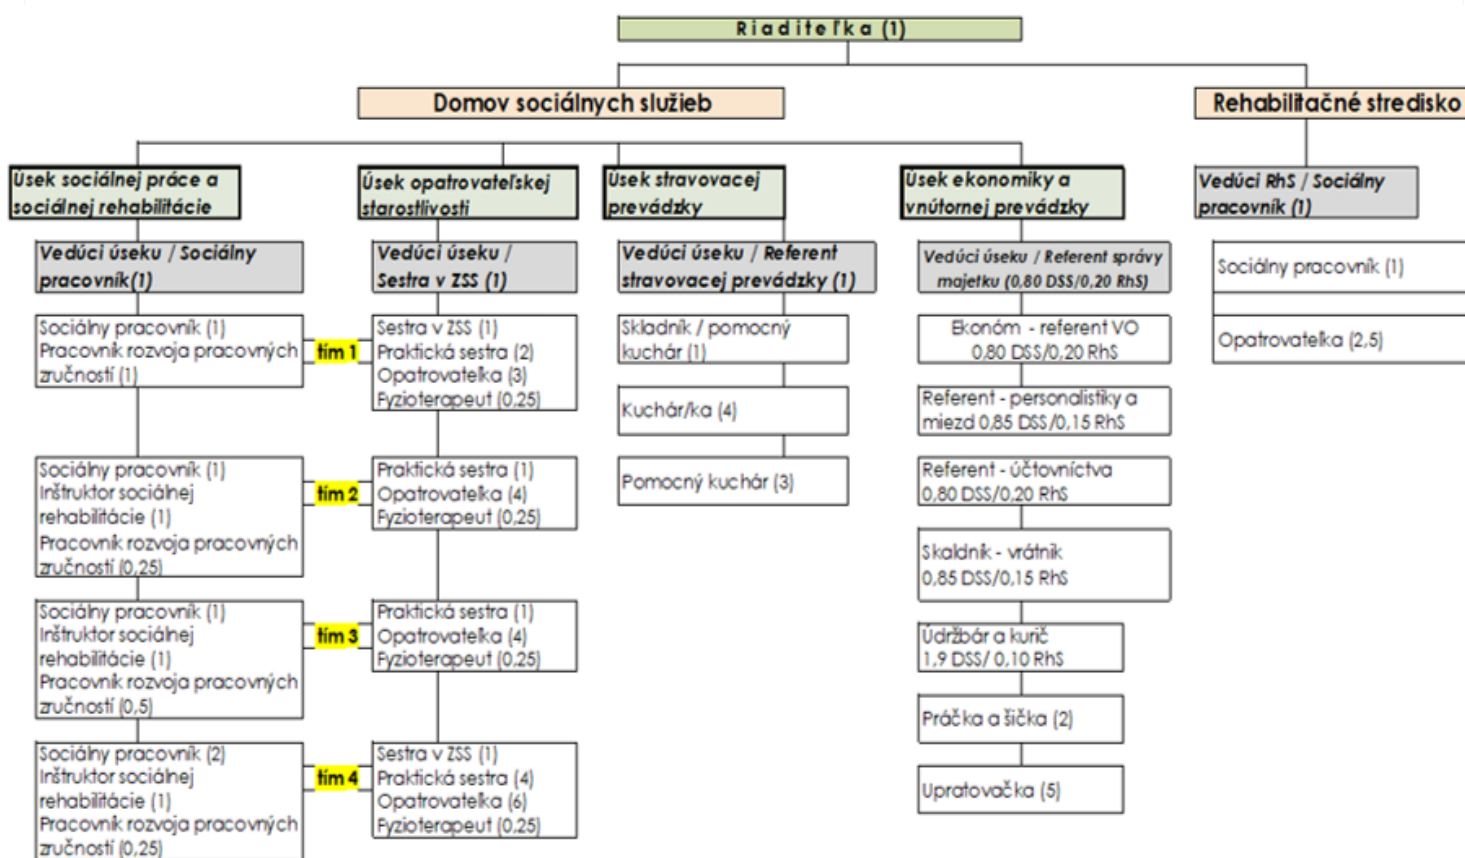 Riaditeľka (1)
Domov sociálnych služieb
Rehabilitačné stredisko
Úsek sociálnej práce a
sociálnej rehabilitácie
Vedúci úseku / Sociálny
pracovník(1)
Sociálny pracovník (1)
Pracovník rozvoja pracovných
zručností (1)
Sociálny pracovník (1)
Inštruktor sociálnej
rehabilitácie (1)
Pracovník rozvoja pracovných
zručností (0,25)
Sociálny pracovník (1)
Inštruktor sociálnej
rehabilitácie (1)
Pracovník rozvoja pracovných
zručností (0,5)
Sociálny pracovník (2)
Inštruktor sociálnej
rehabilitácie (1)
Pracovník rozvoja pracovných
zručností (0,25)
tím 1
tím 2
tím 3
tím 4
Úsek opatrovateľskej
starostlivosti
Vedúci úseku /
Sestra v ZSS (1)
Sestra v ZSS (1)
Praktická sestra (2)
Opatrovateľka (3)
Fyzioterapeut (0,25)
Praktická sestra (1)
Opatrovateľka (4)
Fyzioterapeut (0,25)
Praktická sestra (1)
Opatrovateľka (4)
Fyzioterapeut (0,25)
Sestra v ZSS (1)
Praktická sestra (4)
Opatrovateľka (6)
Fyzioterapeut (0,25)
Úsek stravovacej
prevádzky
Vedúci úseku / Referent
stravovacej prevádzky (1)
Skladník / pomocný
kuchár (1)
Kuchár/ka (4)
Pomocný kuchár (3)
Úsek ekonomiky a
vnútornej prevádzky
Vedúci úseku / Referent správy
majetku (0,80 DSS/0,20 RhS)
Ekonóm - referent VO
0,80 DSS/0,20 RhS
Referent - personalistiky a
miezd 0,85 DSS/0,15 RhS
Referent - účtovníctva
0,80 DSS/0,20 RhS
Skaldník - vrátnik
0,85 DSS/0,15 RhS
Údržbár a kurič
1,9 DSS/ 0,10 RhS
Práčka a šička (2)
Upratovačka (5)
Vedúci RhS / Sociálny
pracovník (1)
Sociálny pracovník (1)
Opatrovateľka (2,5)